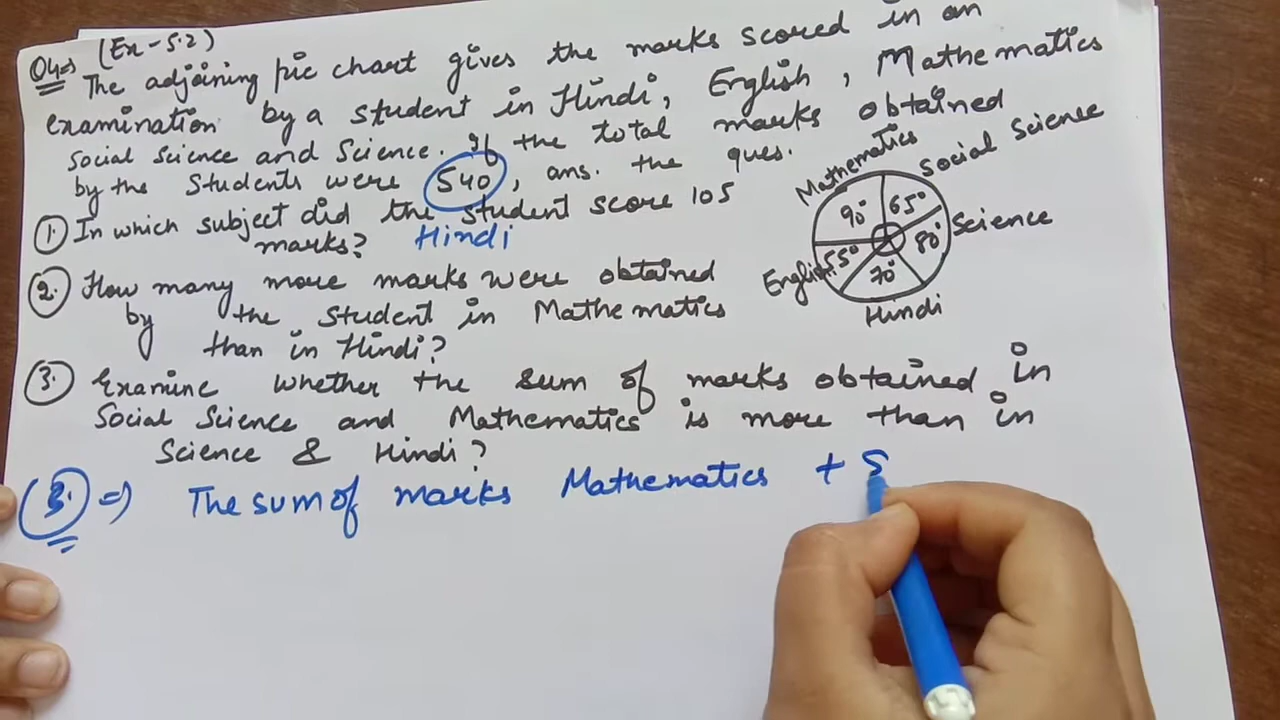 (Ex-5.2)
Q4⇒ The adjoining pie chart gives the marks scored in an
examination by a student in Hindi, English, Mathematics
Social Science and Science. If the total marks obtained
by the students were 540, ans. the ques.
1. In which subject did the student score 105
marks? Hindi
2. How many more marks were obtained
by the student in Mathematics
than in Hindi?
3. Examine whether the sum of marks obtained in
Social Science and Mathematics is more than in
Science & Hindi?
(3.) ⇒ The sum of marks Mathematics + S
Mathematics
Social Science
90° 65°
Science
80°
English 55°
70°
Hindi